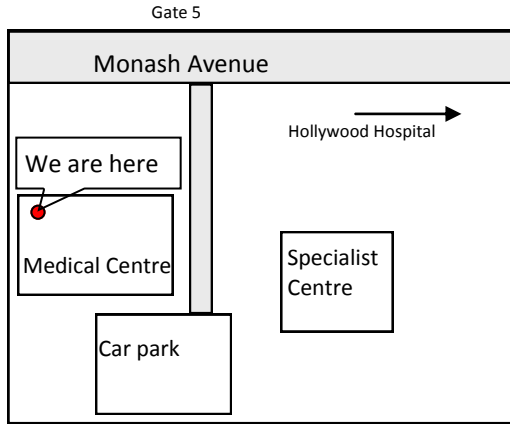 Gate 5
Monash Avenue
Hollywood Hospital
We are here
Medical Centre
Specialist
Centre
Car park